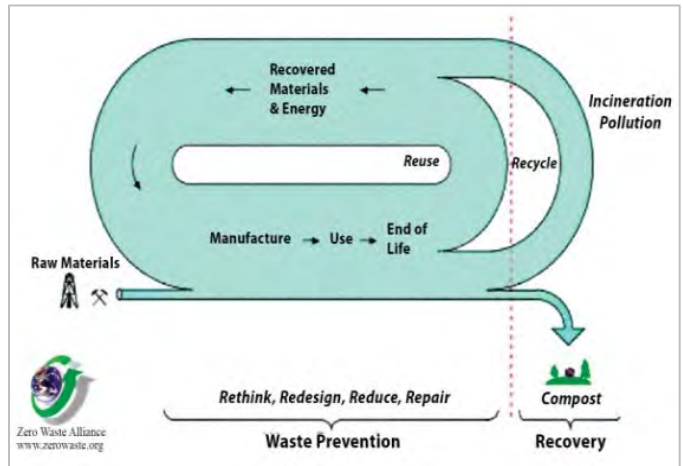 Recovered
Materials
& Energy
Incineration
Pollution
Reuse
Recycle
Manufacture
Use
End of
Life
Raw Materials
Rethink, Redesign, Reduce, Repair
Compost
Zero Waste Alliance
www.zerowaste.org
Waste Prevention
Recovery